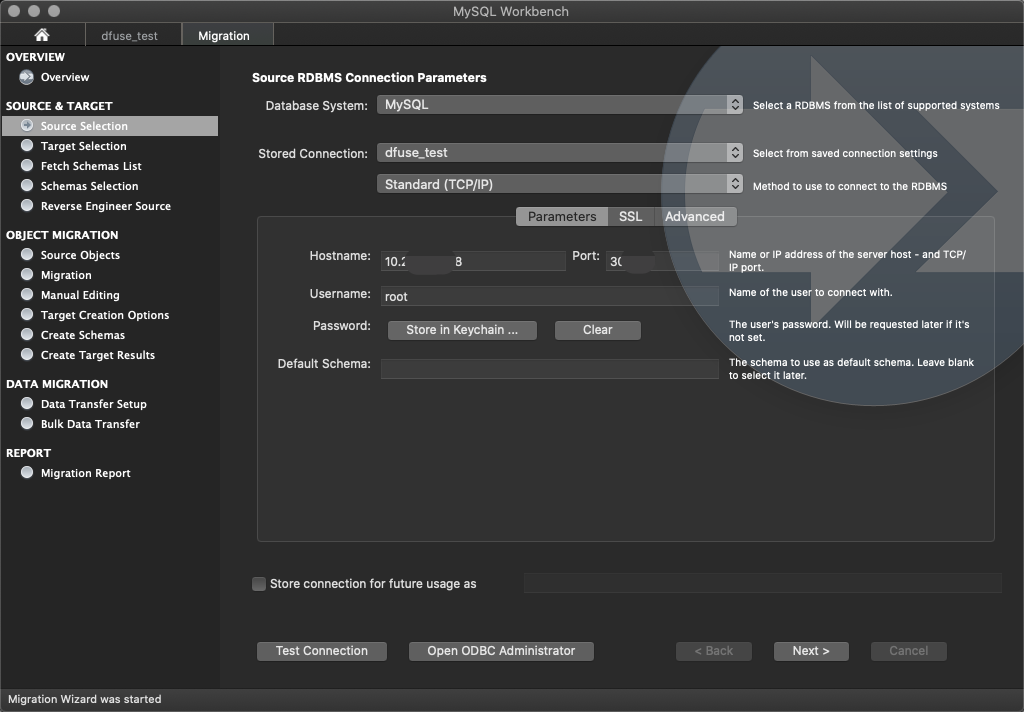 MySQL Workbench
dfuse_test
Migration
OVERVIEW
Overview
SOURCE & TARGET
Source Selection
Target Selection
Fetch Schemas List
Schemas Selection
Reverse Engineer Source
OBJECT MIGRATION
Source Objects
Migration
Manual Editing
Target Creation Options
Create Schemas
Create Target Results
DATA MIGRATION
Data Transfer Setup
Bulk Data Transfer
REPORT
Migration Report
Source RDBMS Connection Parameters
Database System: MySQL Select a RDBMS from the list of supported systems
Stored Connection: dfuse_test Select from saved connection settings
Standard (TCP/IP) Method to use to connect to the RDBMS
Parameters SSL Advanced
Hostname: 10.2 8 Port: 30 Name or IP address of the server host - and TCP/
IP port.
Username: root Name of the user to connect with.
Password: Store in Keychain ... Clear The user's password. Will be requested later if it's
not set.
Default Schema: The schema to use as default schema. Leave blank
to select it later.
Store connection for future usage as
Test Connection Open ODBC Administrator < Back Next > Cancel
Migration Wizard was started